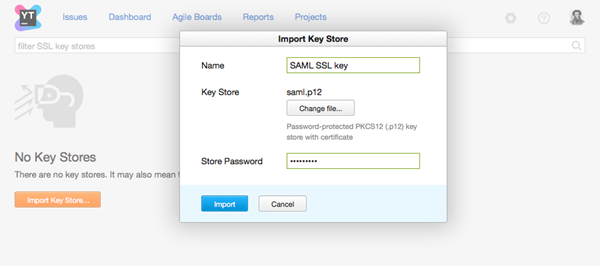 YT
Issues Dashboard Agile Boards Reports Projects
filter SSL key stores
Import Key Store
Name SAML SSL key
Key Store saml.p12
Change file...
Password-protected PKCS12 (.p12) key
store with certificate
Store Password •••••••••
Import Cancel
No Key Stores
There are no key stores. It may also mean
Import Key Store...